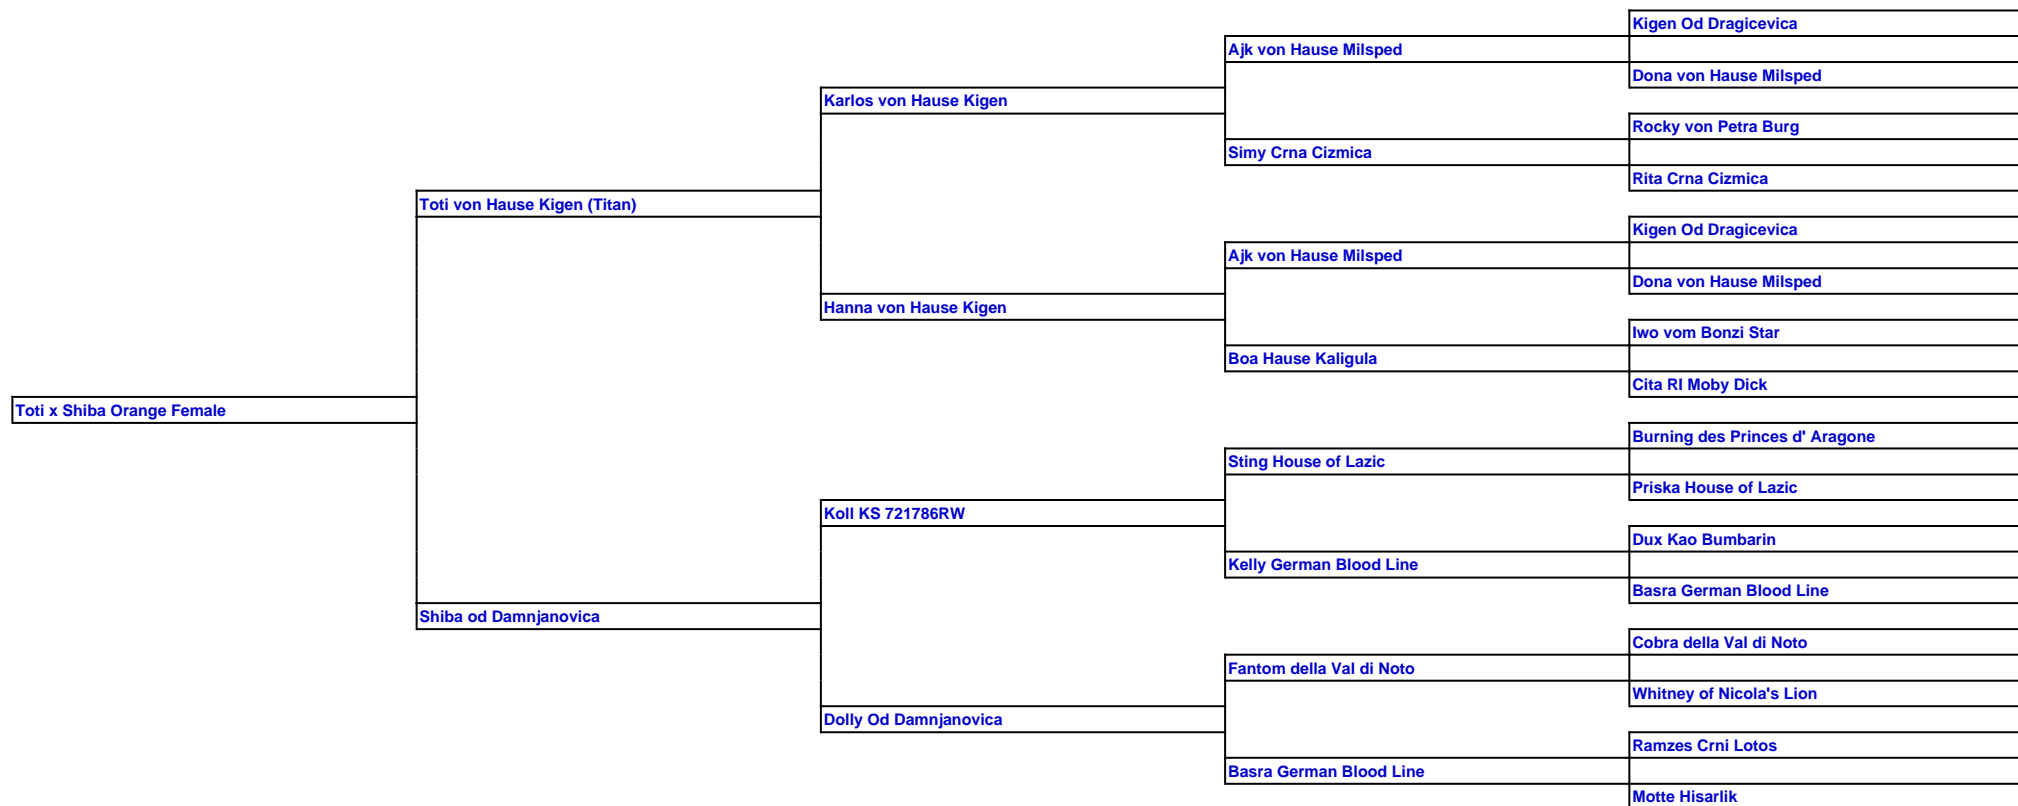 Kigen Od Dragicevica
Ajk von Hause Milsped
Dona von Hause Milsped
Karlos von Hause Kigen
Rocky von Petra Burg
Simy Crna Cizmica
Rita Crna Cizmica
Toti von Hause Kigen (Titan)
Kigen Od Dragicevica
Ajk von Hause Milsped
Dona von Hause Milsped
Hanna von Hause Kigen
Iwo vom Bonzi Star
Boa Hause Kaligula
Cita RI Moby Dick
Toti x Shiba Orange Female
Burning des Princes d' Aragone
Sting House of Lazic
Priska House of Lazic
Koll KS 721786RW
Dux Kao Bumbarin
Kelly German Blood Line
Basra German Blood Line
Shiba od Damnjanovica
Cobra della Val di Noto
Fantom della Val di Noto
Whitney of Nicola's Lion
Dolly Od Damnjanovica
Ramzes Crni Lotos
Basra German Blood Line
Motte Hisarlik